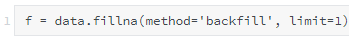 1 f = data.fillna(method='backfill', limit=1)